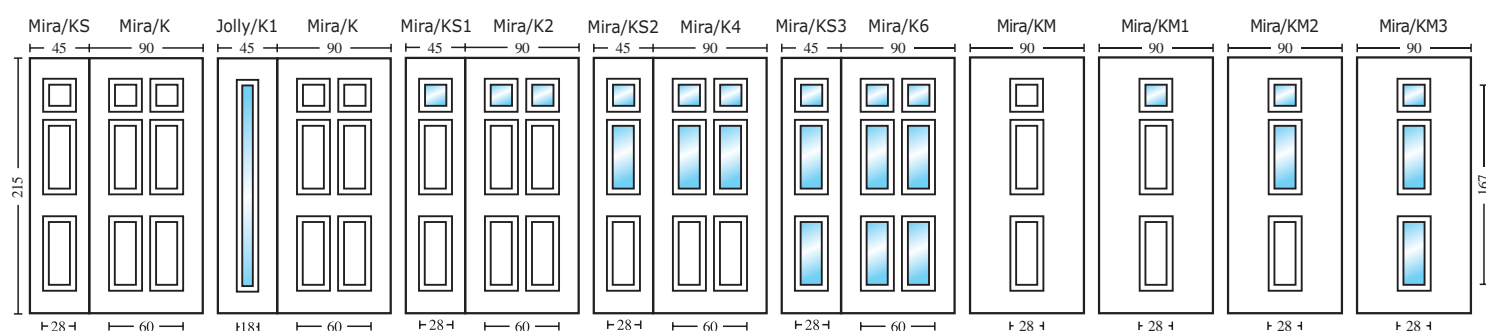 Mira/KS Mira/K Jolly/K1 Mira/K Mira/KS1 Mira/K2 Mira/KS2 Mira/K4 Mira/KS3 Mira/K6 Mira/KM Mira/KM1 Mira/KM2 Mira/KM3
45 90 45 90 45 90 45 90 45 90 90 90 90 90
215
167
28 60 18 60 28 60 28 60 28 60 28 28 28 28